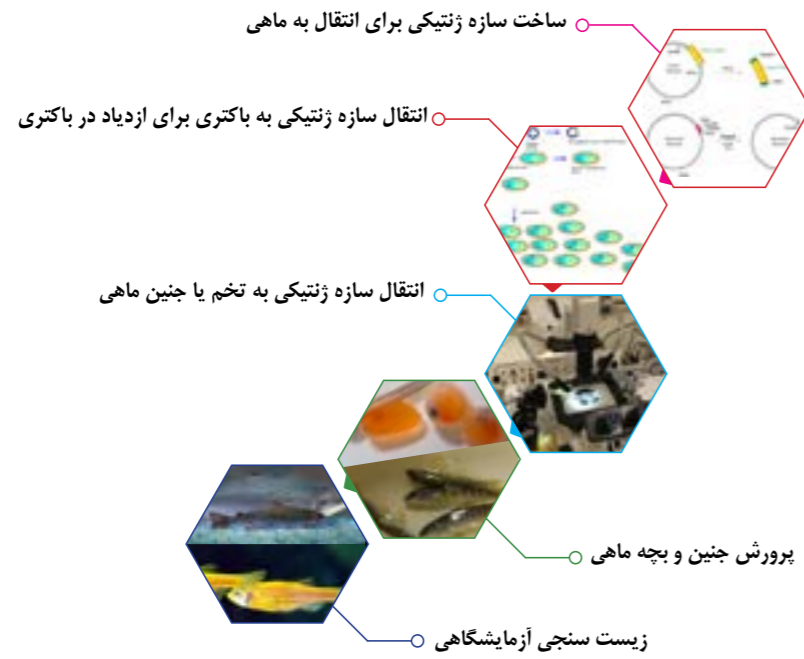 ساخت سازه ژنتیکی برای انتقال به ماهی
انتقال سازه ژنتیکی به باکتری برای ازدیاد در باکتری
انتقال سازه ژنتیکی به تخم یا جنین ماهی
پرورش جنین و بچه ماهی
زیست سنجی آزمایشگاهی